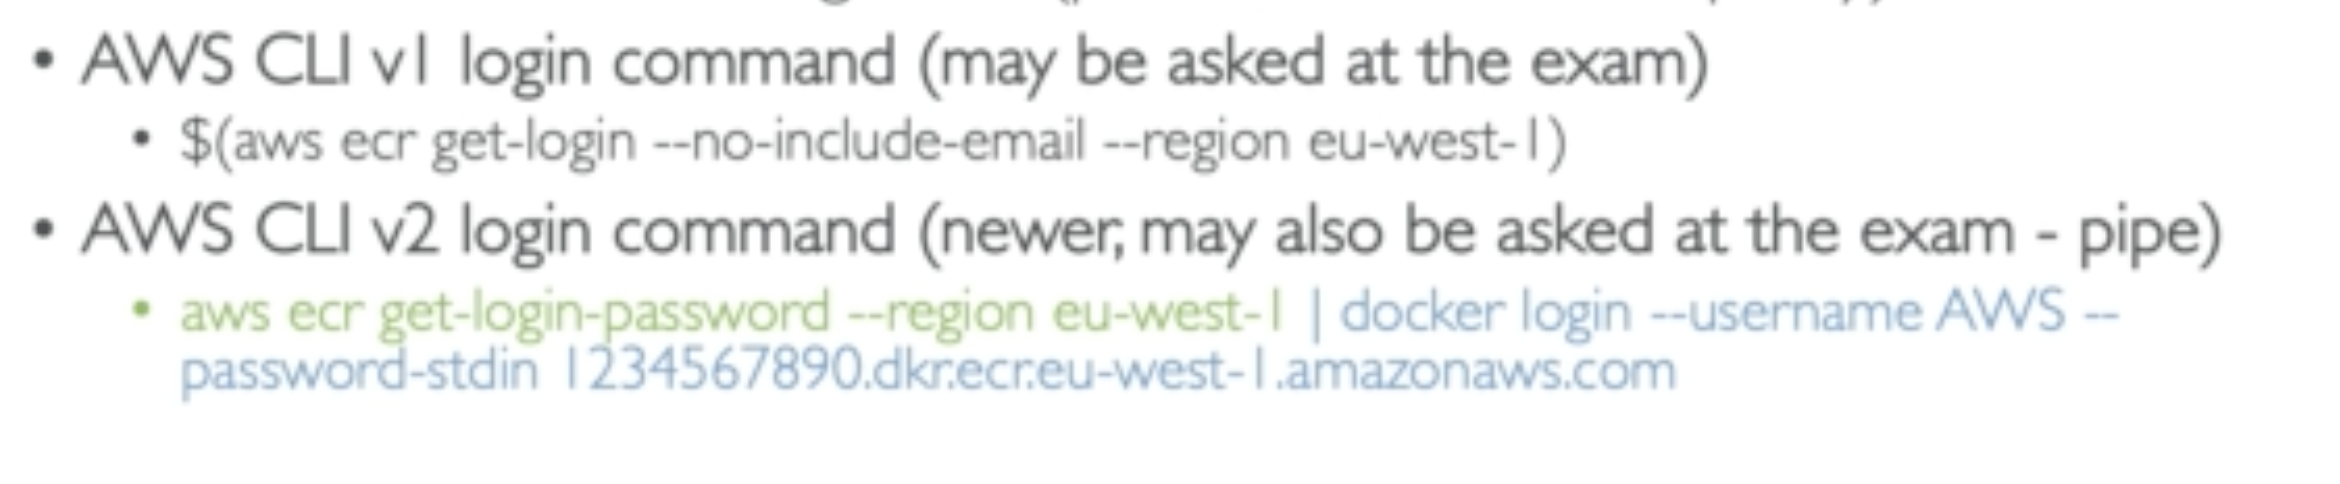 • AWS CLI v1 login command (may be asked at the exam)
• $(aws ecr get-login --no-include-email --region eu-west-1)
• AWS CLI v2 login command (newer, may also be asked at the exam - pipe)
• aws ecr get-login-password --region eu-west-1 | docker login --username AWS --
password-stdin 1234567890.dkr.ecr.eu-west-1.amazonaws.com